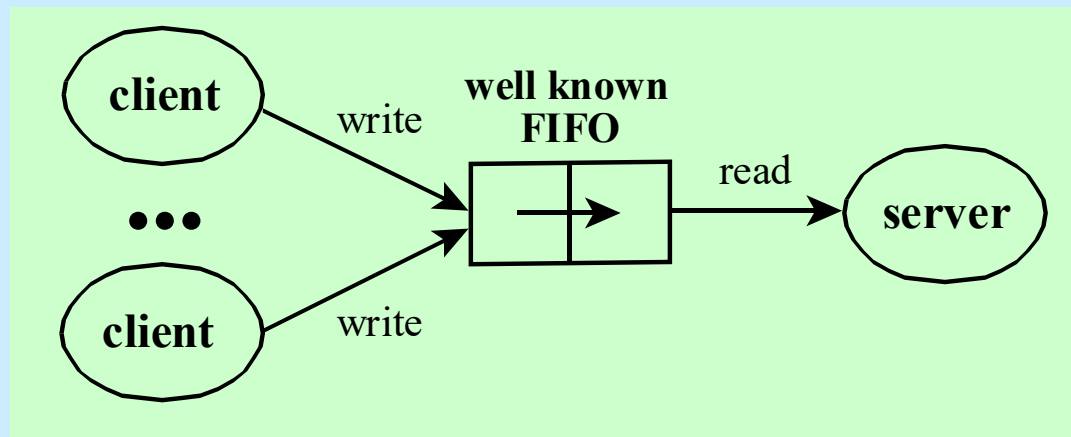 client
write
well known
FIFO
read
•••
server
client
write